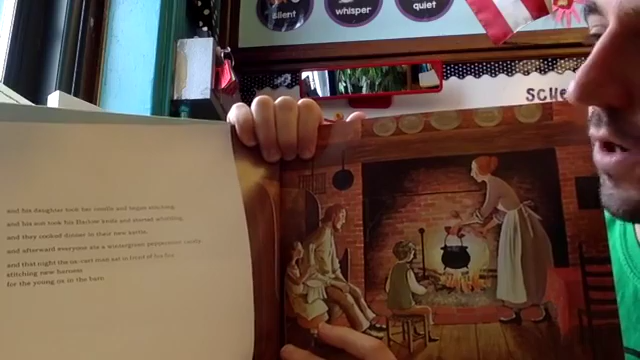 silent
whisper
quiet
SCHE
and his daughter took her needle and began stitching,
and his son took his Barlow knife and started whittling,
and they cooked dinner in their new kettle,
and afterward everyone ate a wintergreen peppermint candy,
and that night the ox-cart man sat in front of his fire
stitching new harness
for the young ox in the barn